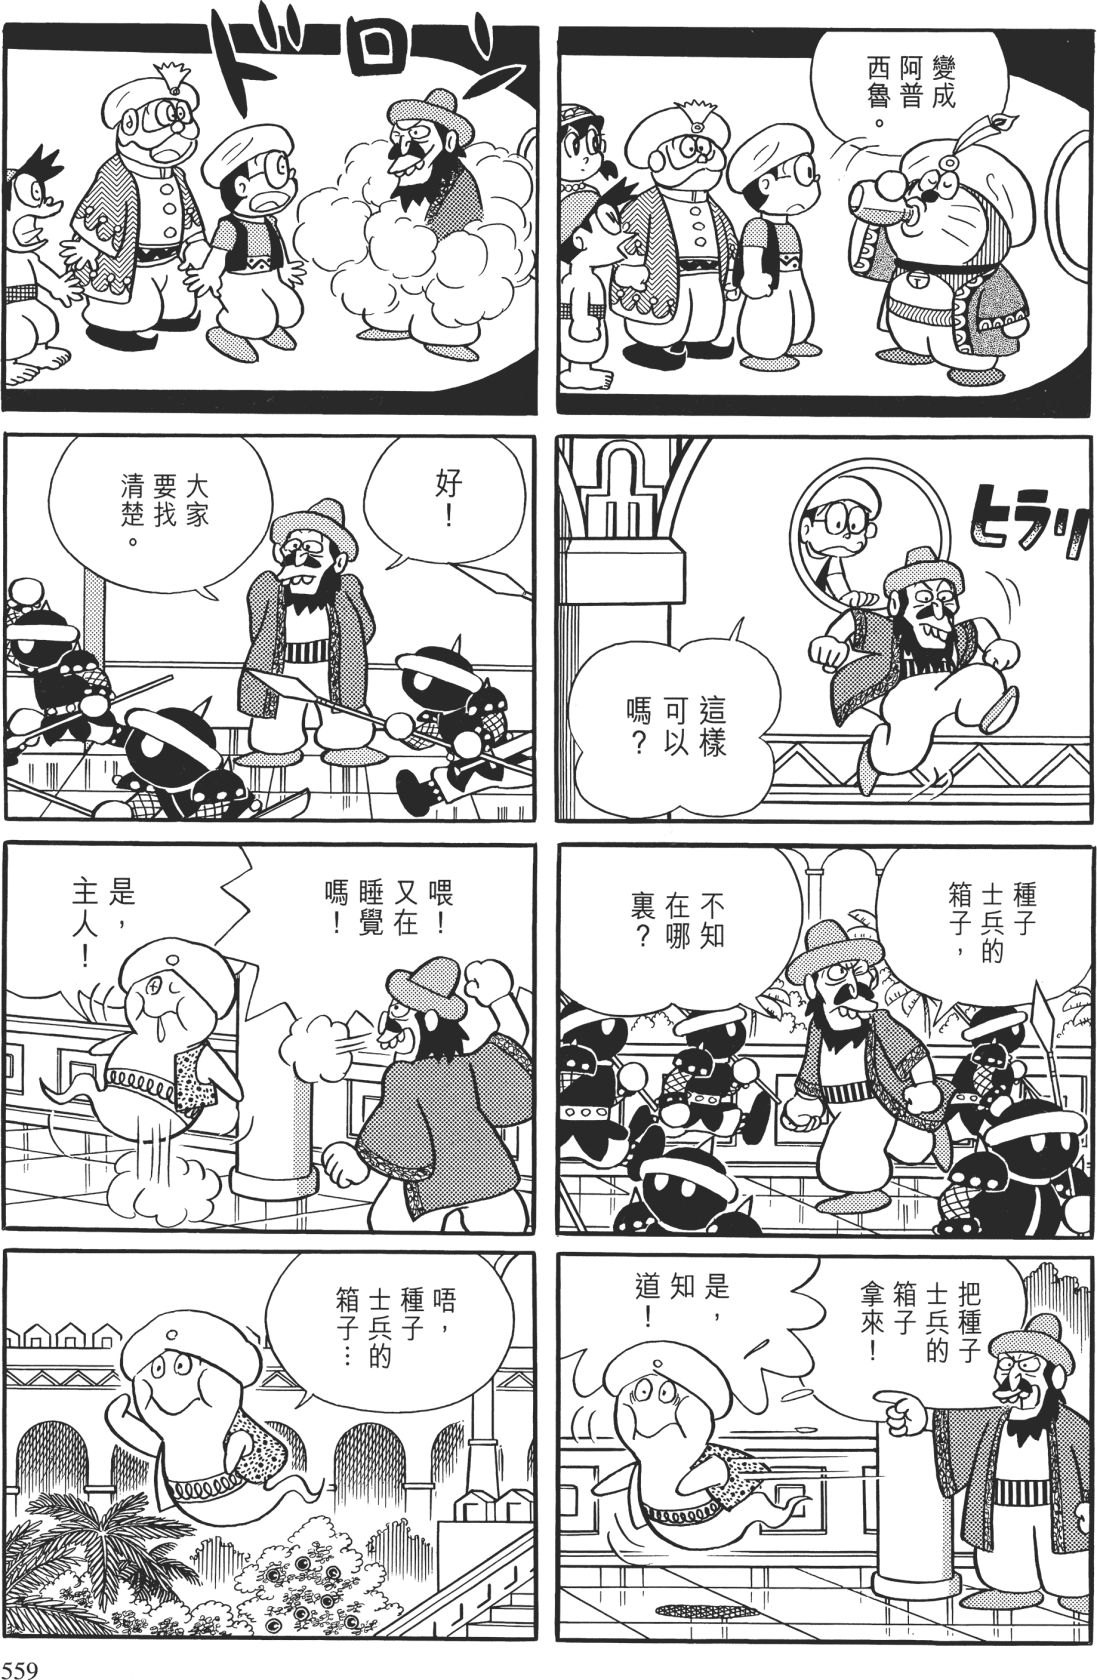 變成
阿普
西魯。
ドロン
ヒラリ
這樣
可以
嗎？
好！
大家
要找
清楚。
種子
士兵的
箱子，
不知
在哪
裏？
喂！
又在
睡覺
嗎！
是，
主人！
把種子
士兵的
箱子
拿來！
是，
知
道！
唔，
種子
士兵的
箱子…
559